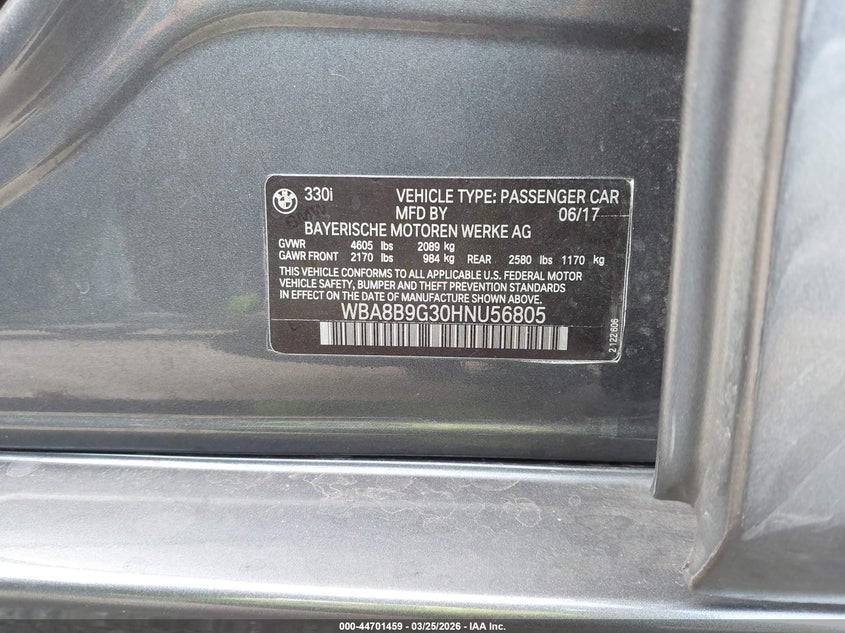 330i VEHICLE TYPE: PASSENGER CAR
MFD BY 06/17
BAYERISCHE MOTOREN WERKE AG
GVWR 4605 lbs 2089 kg
GAWR FRONT 2170 lbs 984 kg REAR 2580 lbs 1170 kg
THIS VEHICLE CONFORMS TO ALL APPLICABLE U.S. FEDERAL MOTOR
VEHICLE SAFETY, BUMPER AND THEFT PREVENTION STANDARDS
IN EFFECT ON THE DATE OF MANUFACTURE SHOWN ABOVE.
WBA8B9G30HNU56805
2 122 606
000-44701459 - 03/25/2026 - IAA Inc.